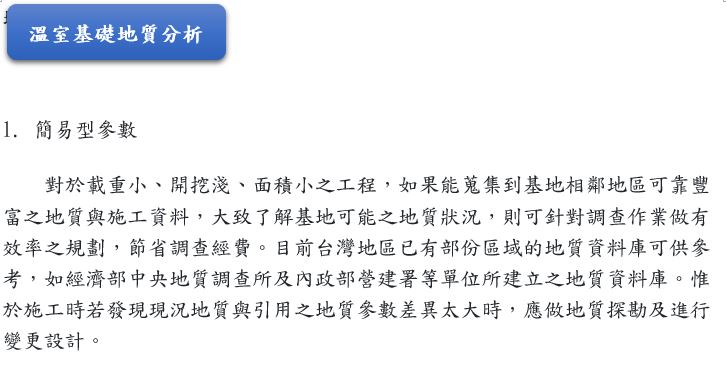 溫室基礎地質分析
1. 簡易型參數
對於載重小、開挖淺、面積小之工程，如果能蒐集到基地相鄰地區可靠豐
富之地質與施工資料，大致了解基地可能之地質狀況，則可針對調查作業做有
效率之規劃，節省調查經費。目前台灣地區已有部份區域的地質資料庫可供參
考，如經濟部中央地質調查所及內政部營建署等單位所建立之地質資料庫。惟
於施工時若發現現況地質與引用之地質參數差異太大時，應做地質探勘及進行
變更設計。